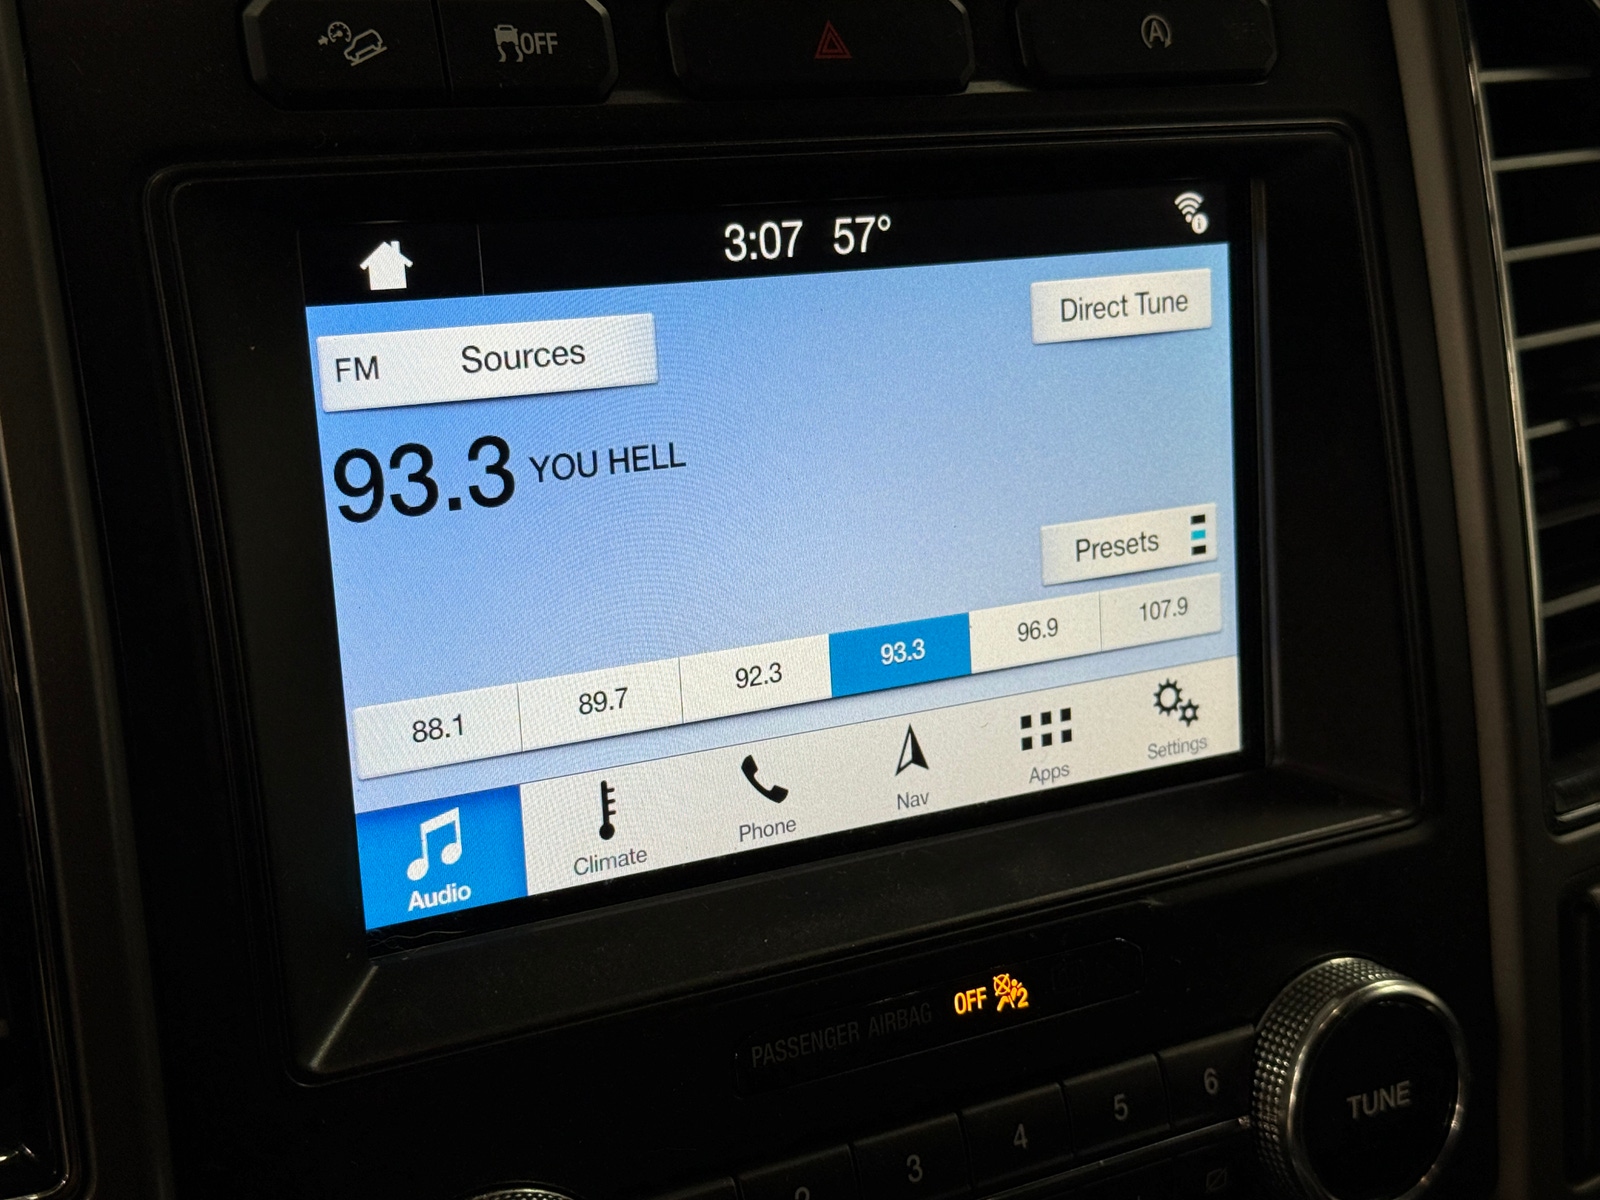 OFF
A
3:07 57°
FM Sources
Direct Tune
93.3 YOU HELL
Presets
88.1 89.7 92.3 93.3 96.9 107.9
Audio Climate Phone Nav Apps Settings
PASSENGER AIRBAG OFF 2
2 3 4 5 6
TUNE